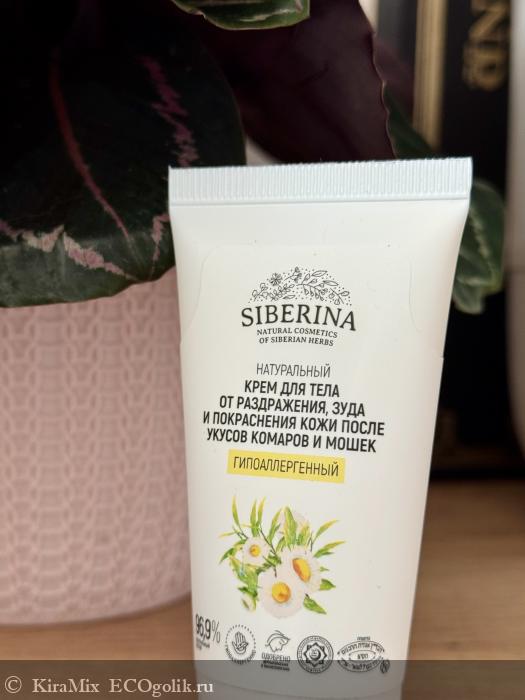 SIBERINA
NATURAL COSMETICS
OF SIBERIAN HERBS
НАТУРАЛЬНЫЙ
КРЕМ ДЛЯ ТЕЛА
ОТ РАЗДРАЖЕНИЯ, ЗУДА
И ПОКРАСНЕНИЯ КОЖИ ПОСЛЕ
УКУСОВ КОМАРОВ И МОШЕК
ГИПОАЛЛЕРГЕННЫЙ
96,9%
ОДОБРЕНО
© KiraMix ECOgolik.ru